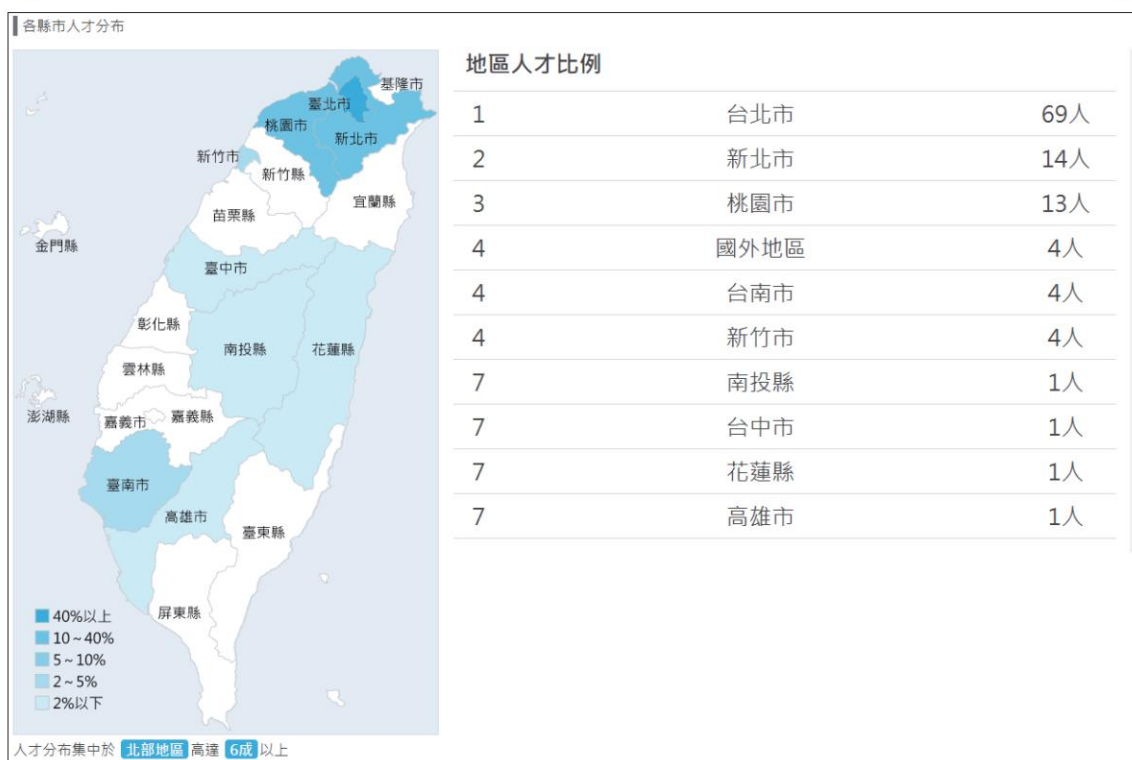 各縣市人才分布
基隆市
臺北市
桃園市
新北市
新竹市
新竹縣
宜蘭縣
苗栗縣
金門縣
臺中市
彰化縣
南投縣
花蓮縣
雲林縣
澎湖縣
嘉義市
嘉義縣
臺南市
高雄市
臺東縣
屏東縣
40%以上
10~40%
5~10%
2~5%
2%以下
人才分布集中於 北部地區 高達 6成 以上
地區人才比例
1 台北市 69人
2 新北市 14人
3 桃園市 13人
4 國外地區 4人
4 台南市 4人
4 新竹市 4人
7 南投縣 1人
7 台中市 1人
7 花蓮縣 1人
7 高雄市 1人